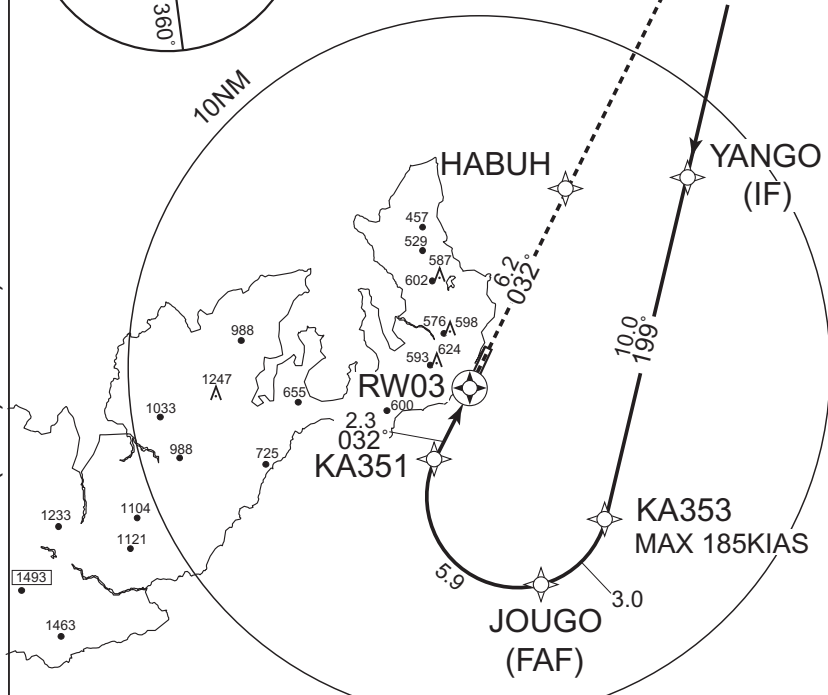 360°
10NM
HABUH
YANGO
(IF)
457
529
587
602
6.2
032°
576
598
988
10.0
199°
593
624
1247
RW03
655
600
1033
2.3
032°
KA351
988
725
1104
1233
KA353
MAX 185KIAS
1121
1493
5.9
3.0
JOUGO
(FAF)
1463